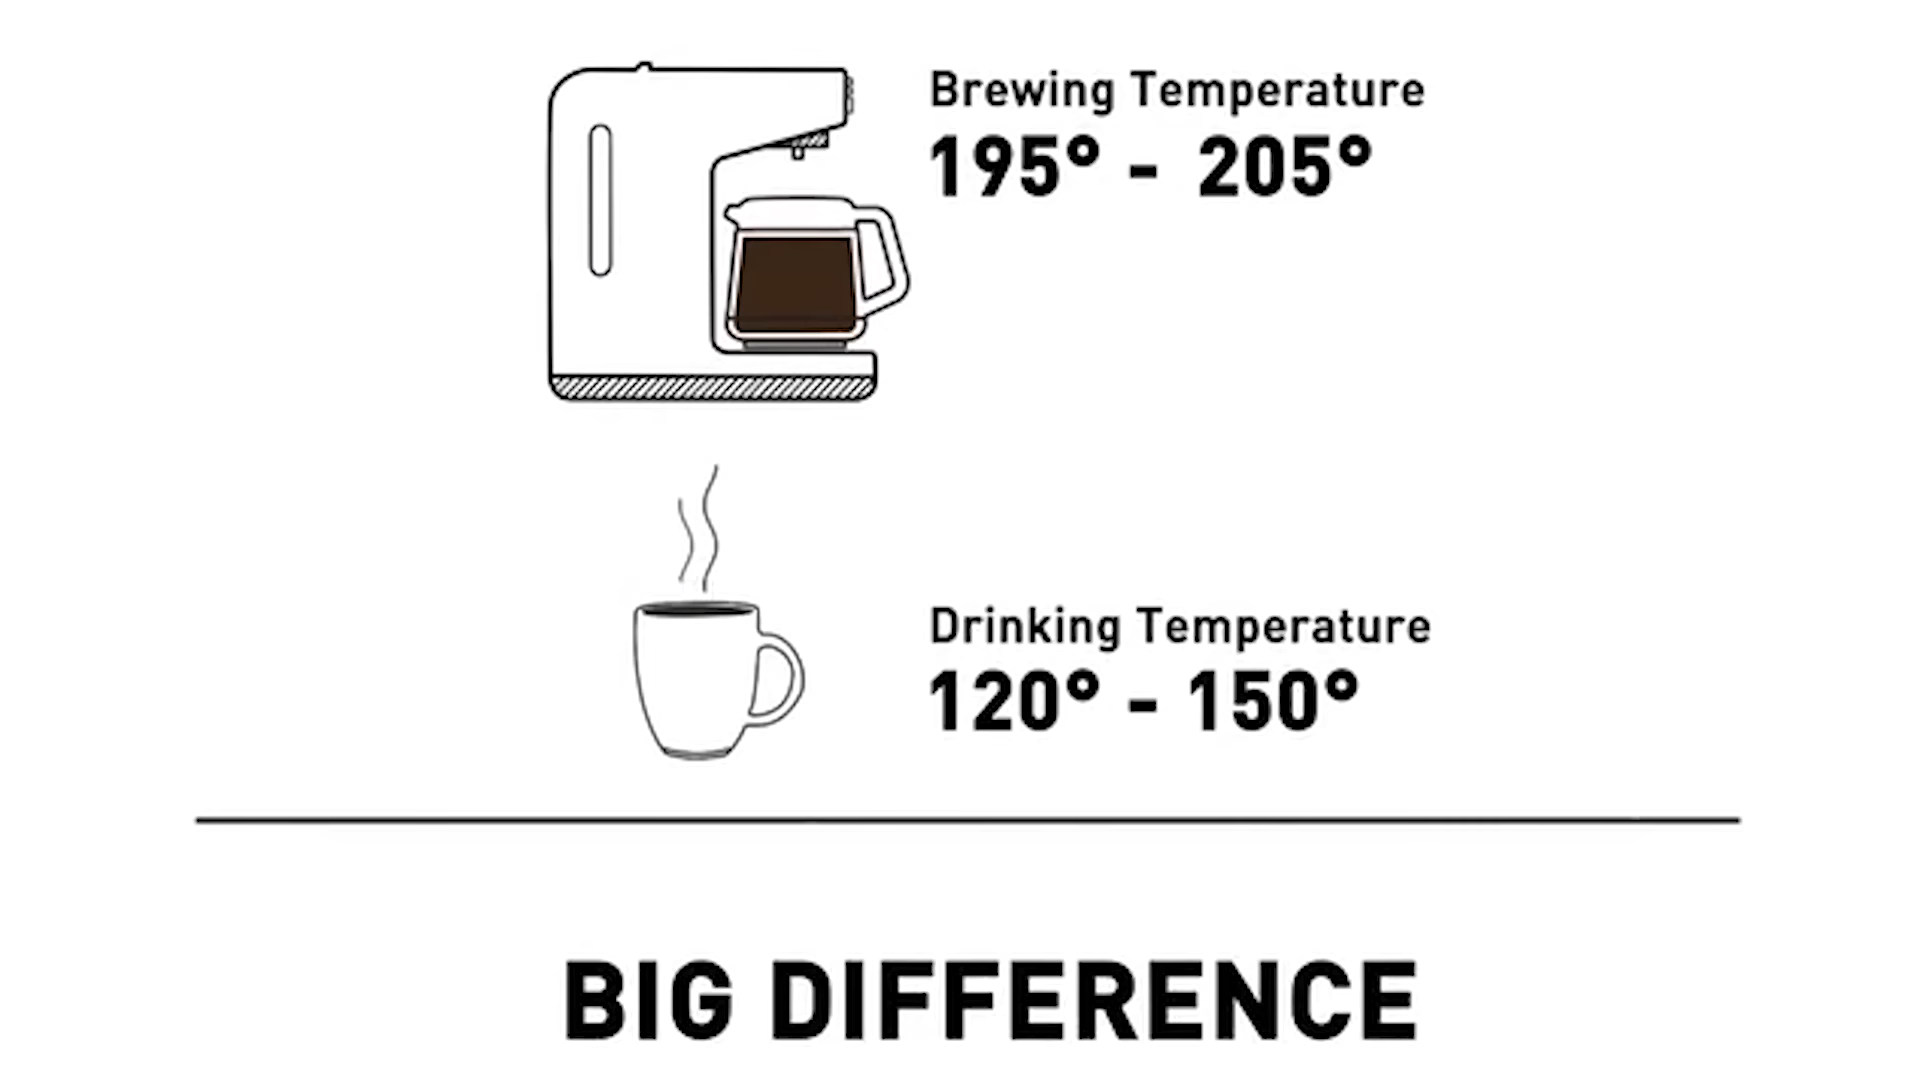 Brewing Temperature
195° - 205°
Drinking Temperature
120° - 150°
BIG DIFFERENCE